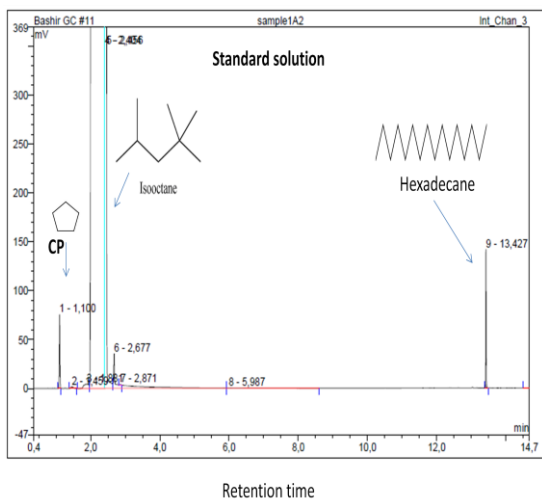 Bashir GC #11 sample1A2 Int_Chan_3
369
mV
Standard solution
350
300
250
200
150
100
50
0
-47
Isooctane
Hexadecane
CP
1 - 1,100
6 - 2,677
7 - 2,871
8 - 5,987
9 - 13,427
min
0,4 2,0 4,0 6,0 8,0 10,0 12,0 14,7
Retention time